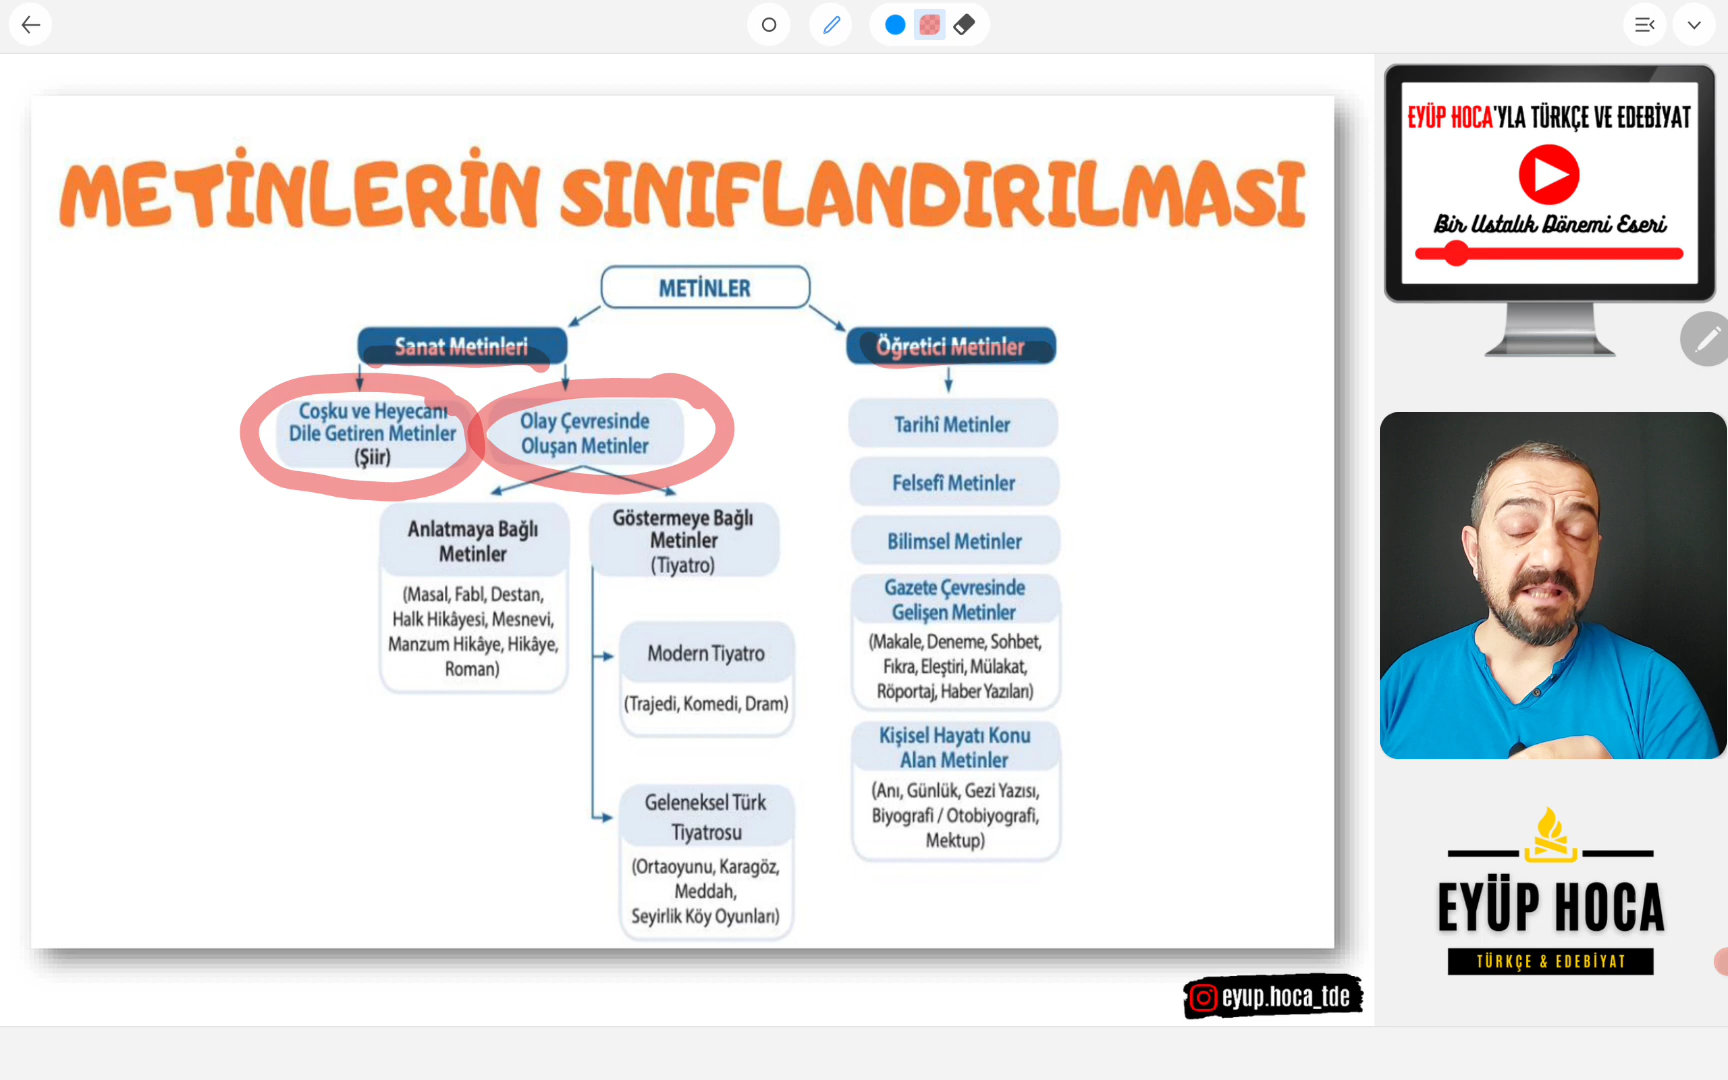 METİNLERİN SINIFLANDIRILMASI
METİNLER
Sanat Metinleri
Öğretici Metinler
Coşku ve Heyecanı
Dile Getiren Metinler
(Şiir)
Olay Çevresinde
Oluşan Metinler
Anlatmaya Bağlı
Metinler
(Masal, Fabl, Destan,
Halk Hikâyesi, Mesnevi,
Manzum Hikâye, Hikâye,
Roman)
Göstermeye Bağlı
Metinler
(Tiyatro)
Modern Tiyatro
(Trajedi, Komedi, Dram)
Geleneksel Türk
Tiyatrosu
(Ortaoyunu, Karagöz,
Meddah,
Seyirlik Köy Oyunları)
Tarihî Metinler
Felsefî Metinler
Bilimsel Metinler
Gazete Çevresinde
Gelişen Metinler
(Makale, Deneme, Sohbet,
Fıkra, Eleştiri, Mülakat,
Röportaj, Haber Yazıları)
Kişisel Hayatı Konu
Alan Metinler
(Anı, Günlük, Gezi Yazısı,
Biyografi / Otobiyografi,
Mektup)
eyup.hoca_tde
EYÜP HOCA'YLA TÜRKÇE VE EDEBİYAT
Bir Ustalık Dönemi Eseri
EYÜP HOCA
TÜRKÇE & EDEBİYAT